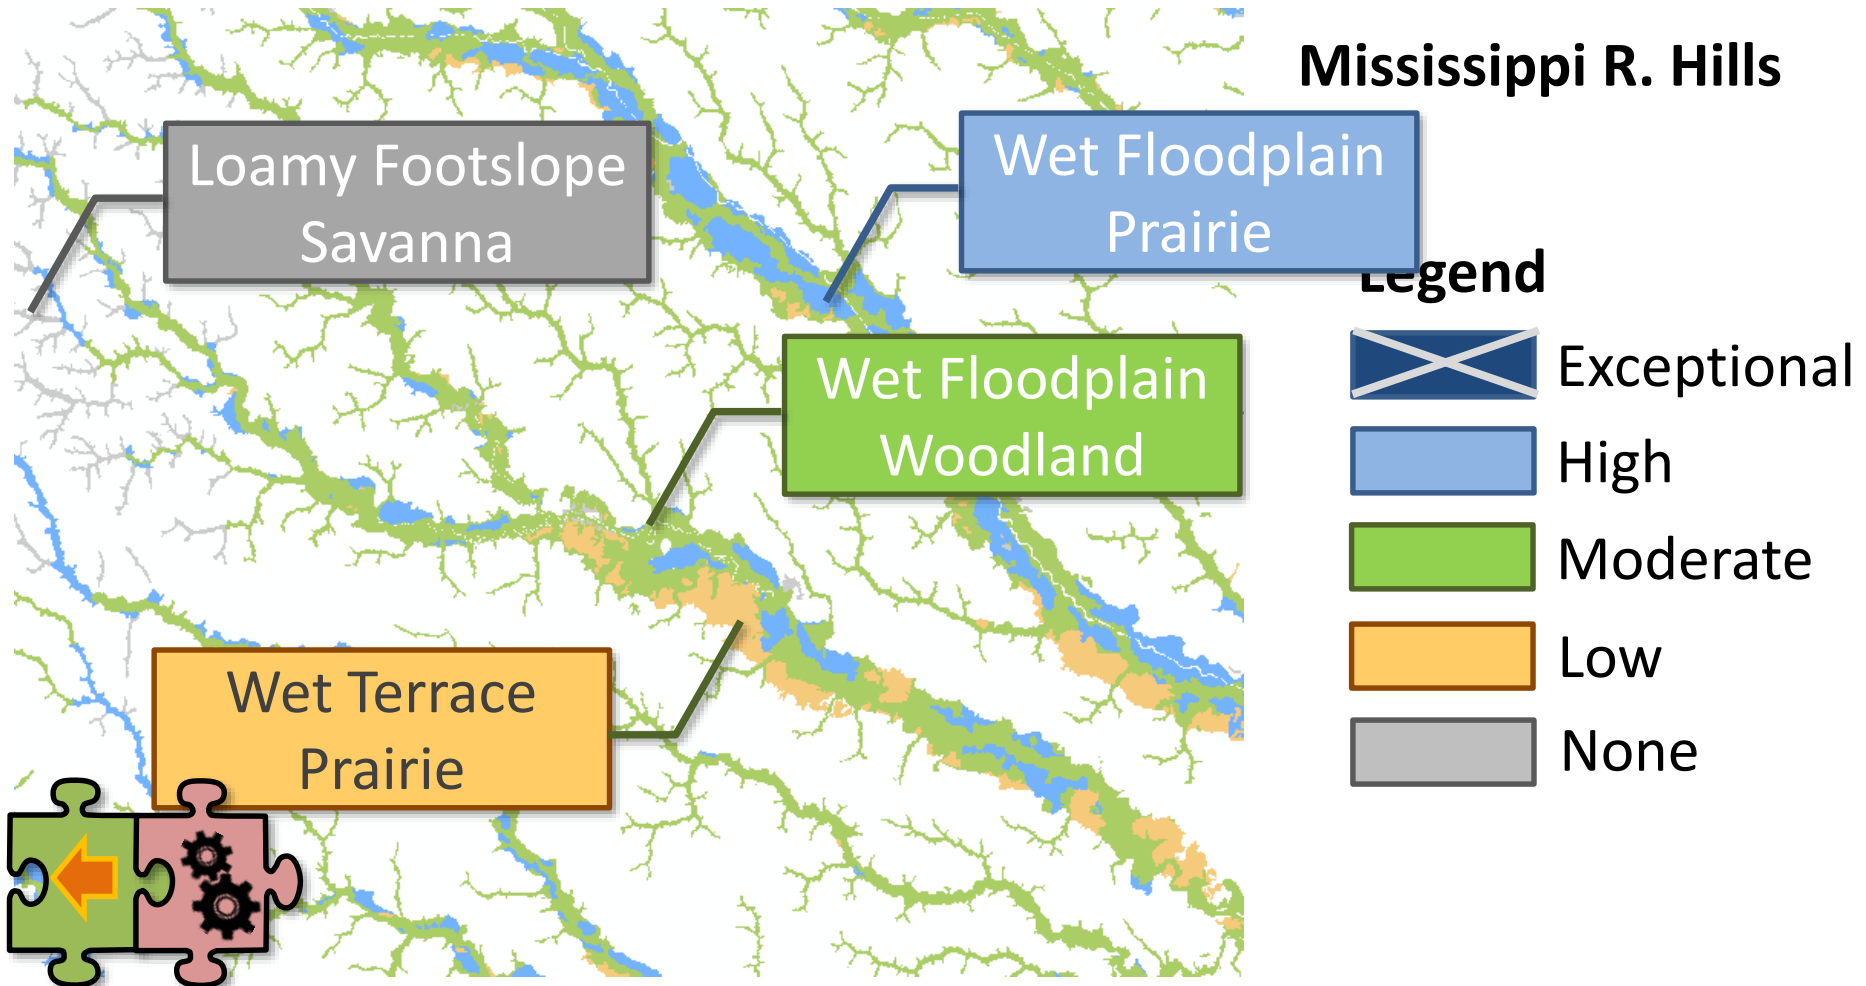 Mississippi R. Hills
Loamy Footslope
Savanna
Wet Floodplain
Prairie
Wet Floodplain
Woodland
Wet Terrace
Prairie
Legend
Exceptional
High
Moderate
Low
None